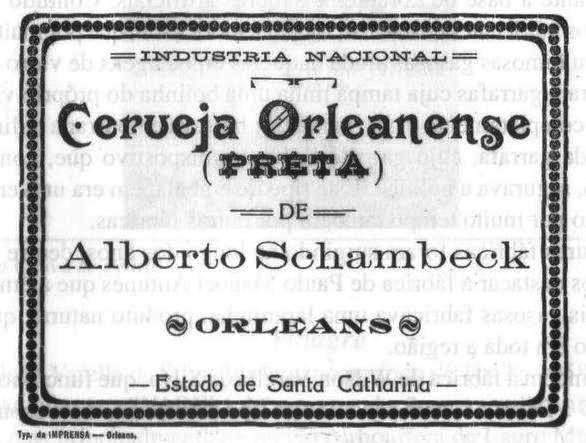 INDUSTRIA NACIONAL
Cerveja Orleanense
(PRETA)
DE
Alberto Schambeck
ORLEANS
Estado de Santa Catharina
Typ. da IMPRENSA — Orleans.